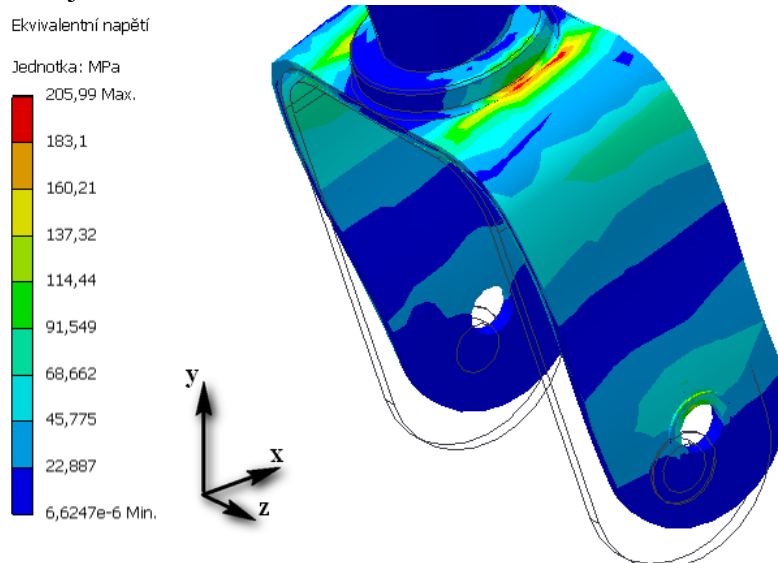 Ekvivalentní napětí
Jednotka: MPa
205,99 Max.
183,1
160,21
137,32
114,44
91,549
68,662
45,775
22,887
6,6247e-6 Min.
y
x
z